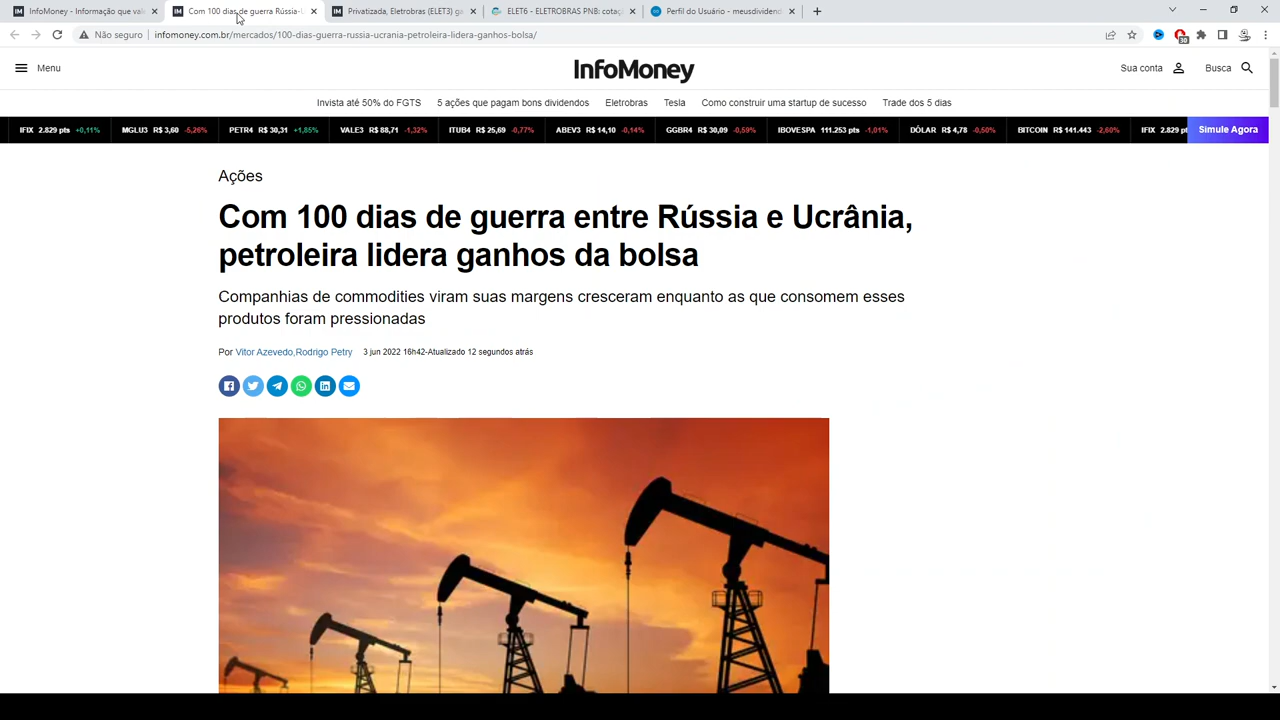 InfoMoney - Informação que val
Com 100 dias de guerra Rússia-U
Privatizada, Eletrobras (ELET3) ga
ELET6 - ELETROBRAS PNB: cotaç
Perfil do Usuário - meusdividend
Não seguro
infomoney.com.br/mercados/100-dias-guerra-russia-ucrania-petroleira-lidera-ganhos-bolsa/
30
Menu
InfoMoney
Sua conta
Busca
Invista até 50% do FGTS 5 ações que pagam bons dividendos Eletrobras Tesla Como construir uma startup de sucesso Trade dos 5 dias
IFIX 2.829 pts +0,11% MGLU3 R$ 3,60 -5,26% PETR4 R$ 30,31 +1,85% VALE3 R$ 88,71 -1,32% ITUB4 R$ 25,69 -0,77% ABEV3 R$ 14,10 -0,14% GGBR4 R$ 30,09 -0,59% IBOVESPA 111.253 pts -1,01% DÓLAR R$ 4,78 -0,50% BITCOIN R$ 141.443 -2,60% IFIX 2.829 pt Simule Agora
Ações
Com 100 dias de guerra entre Rússia e Ucrânia,
petroleira lidera ganhos da bolsa
Companhias de commodities viram suas margens cresceram enquanto as que consomem esses
produtos foram pressionadas
Por Vitor Azevedo,Rodrigo Petry 3 jun 2022 16h42-Atualizado 12 segundos atrás